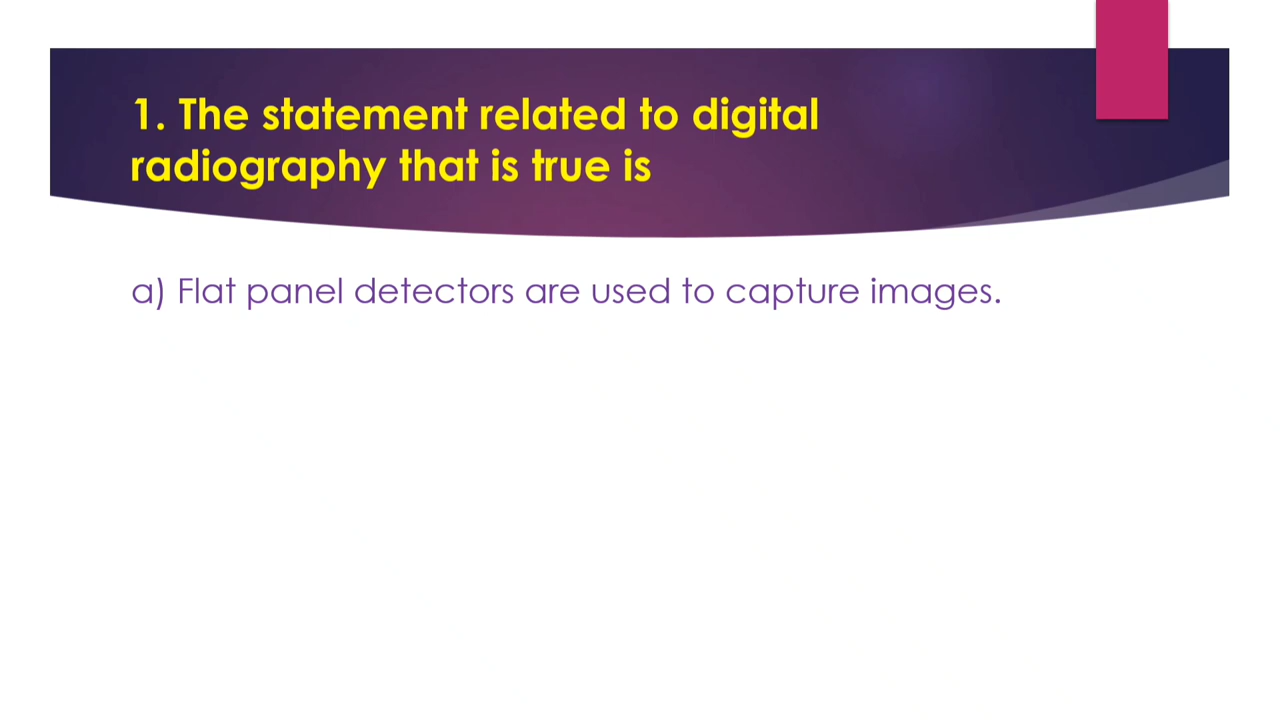 1. The statement related to digital
radiography that is true is
a) Flat panel detectors are used to capture images.